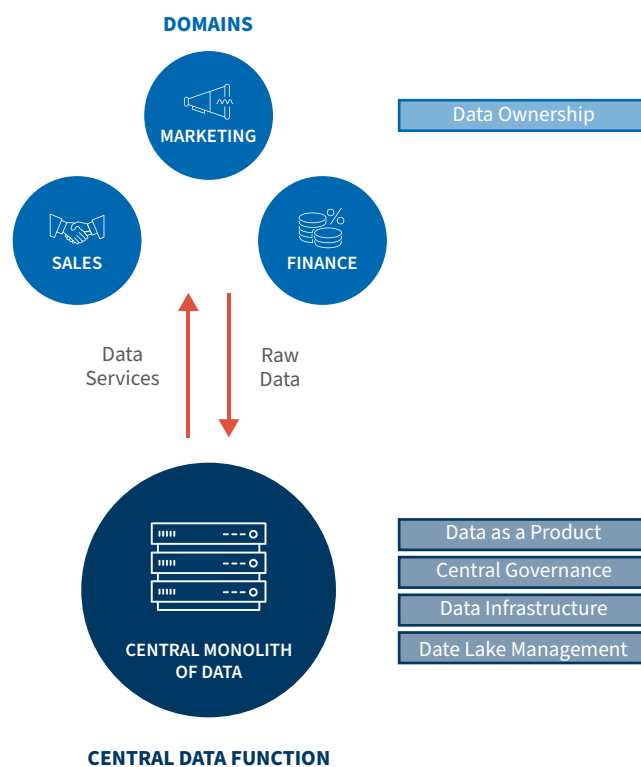 DOMAINS
MARKETING
Data Ownership
SALES
FINANCE
Data
Services
Raw
Data
CENTRAL MONOLITH
OF DATA
Data as a Product
Central Governance
Data Infrastructure
Date Lake Management
CENTRAL DATA FUNCTION